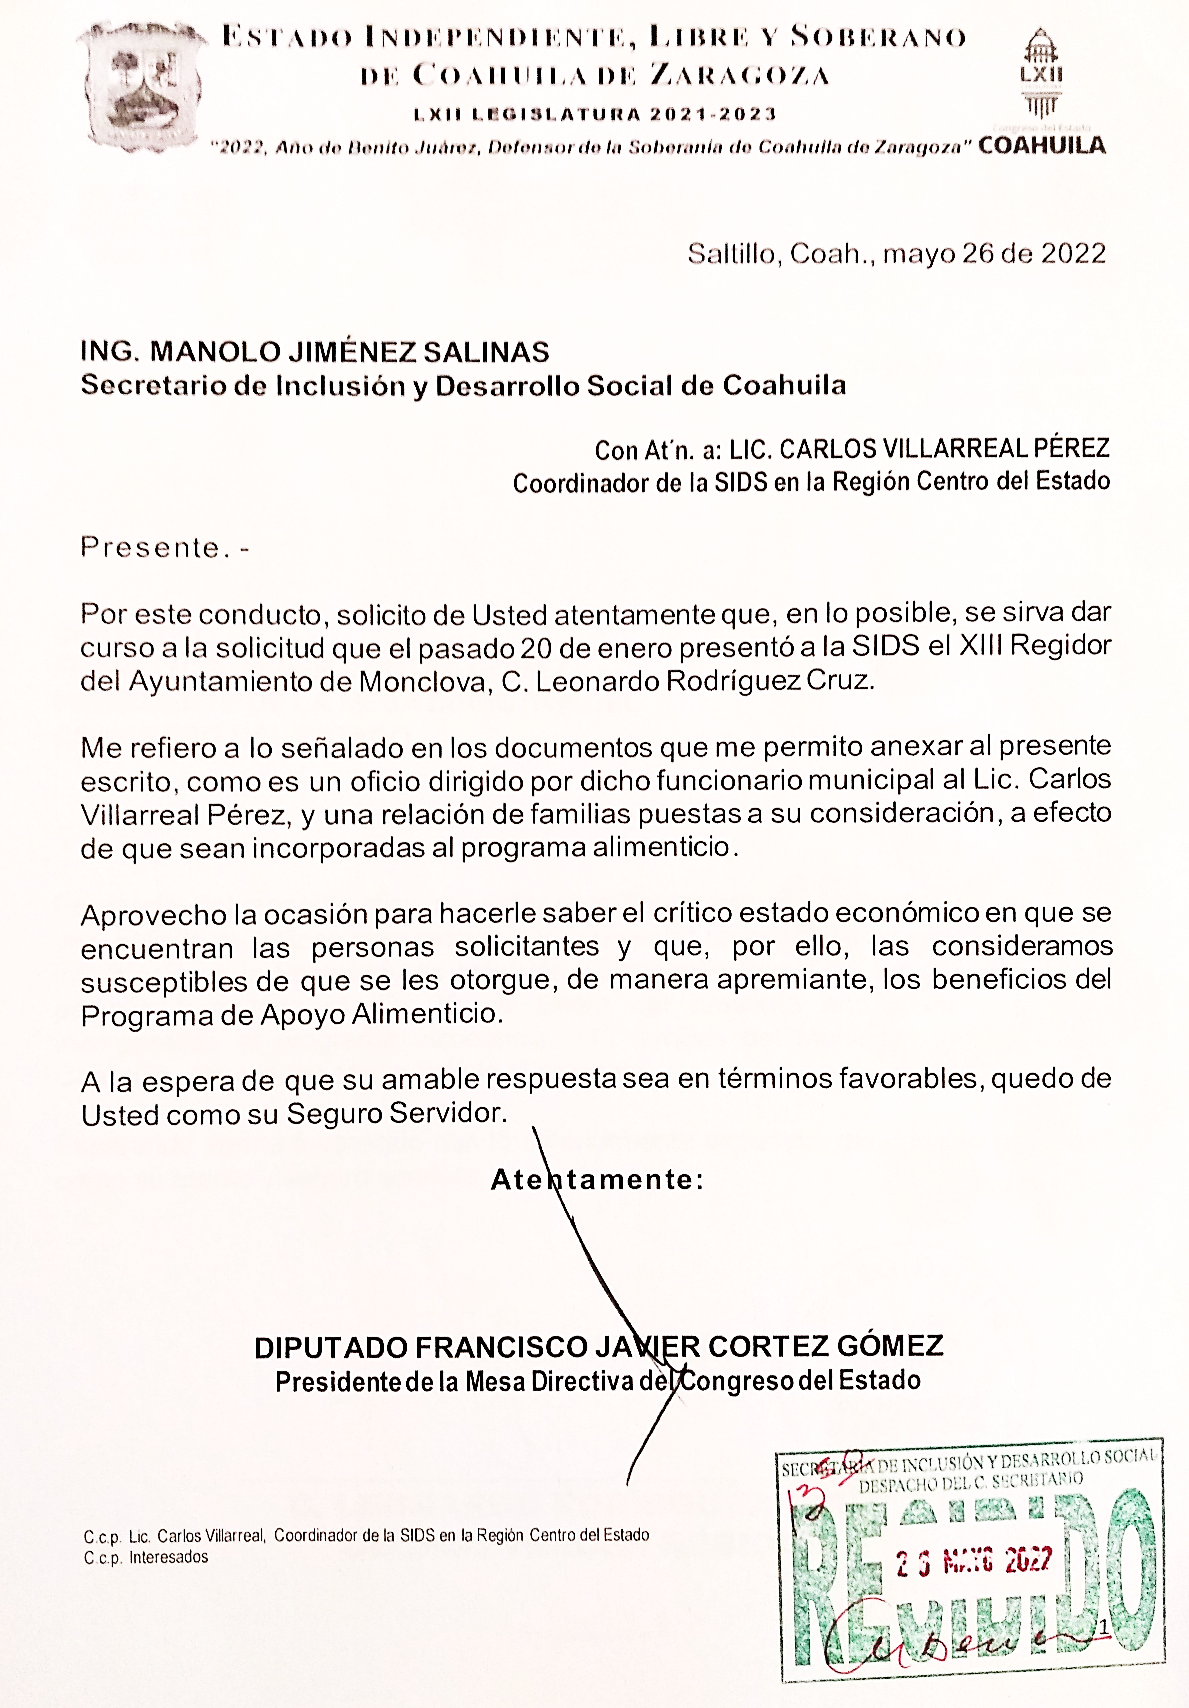 ESTADO INDEPENDIENTE, LIBRE Y SOBERANO
DE COAHUILA DE ZARAGOZA
LXII LEGISLATURA 2021-2023
"2022, Año de Benito Juárez, Defensor de la Soberanía de Coahuila de Zaragoza"
LXII
Congreso del Estado
COAHUILA
Saltillo, Coah., mayo 26 de 2022
ING. MANOLO JIMÉNEZ SALINAS
Secretario de Inclusión y Desarrollo Social de Coahuila
Con At´n. a: LIC. CARLOS VILLARREAL PÉREZ
Coordinador de la SIDS en la Región Centro del Estado
Presente. -
Por este conducto, solicito de Usted atentamente que, en lo posible, se sirva dar
curso a la solicitud que el pasado 20 de enero presentó a la SIDS el XIII Regidor
del Ayuntamiento de Monclova, C. Leonardo Rodríguez Cruz.
Me refiero a lo señalado en los documentos que me permito anexar al presente
escrito, como es un oficio dirigido por dicho funcionario municipal al Lic. Carlos
Villarreal Pérez, y una relación de familias puestas a su consideración, a efecto
de que sean incorporadas al programa alimenticio.
Aprovecho la ocasión para hacerle saber el crítico estado económico en que se
encuentran las personas solicitantes y que, por ello, las consideramos
susceptibles de que se les otorgue, de manera apremiante, los beneficios del
Programa de Apoyo Alimenticio.
A la espera de que su amable respuesta sea en términos favorables, quedo de
Usted como su Seguro Servidor.
Atentamente:
DIPUTADO FRANCISCO JAVIER CORTEZ GÓMEZ
Presidente de la Mesa Directiva del Congreso del Estado
C.c.p. Lic. Carlos Villarreal, Coordinador de la SIDS en la Región Centro del Estado
C.c.p. Interesados
SECRETARÍA DE INCLUSIÓN Y DESARROLLO SOCIAL
DESPACHO DEL C. SECRETARIO
RECIBIDO
MAYO 2022
1